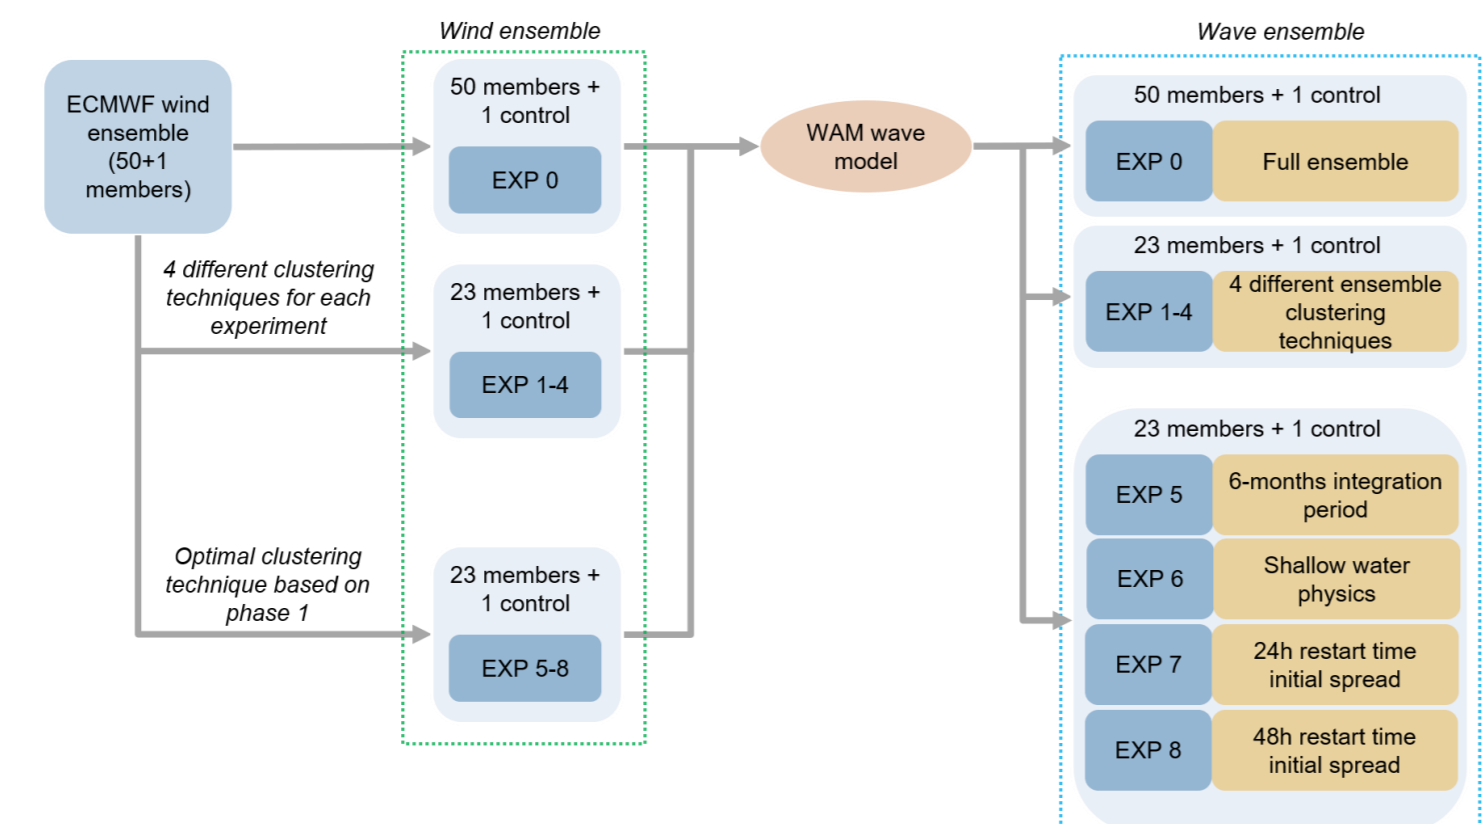 Wind ensemble
Wave ensemble
ECMWF wind
ensemble
(50+1
members)
50 members +
1 control
EXP 0
4 different clustering
techniques for each
experiment
23 members +
1 control
EXP 1-4
Optimal clustering
technique based on
phase 1
23 members +
1 control
EXP 5-8
WAM wave
model
50 members + 1 control
EXP 0
Full ensemble
23 members + 1 control
EXP 1-4
4 different ensemble
clustering
techniques
23 members + 1 control
EXP 5
6-months integration
period
EXP 6
Shallow water
physics
EXP 7
24h restart time
initial spread
EXP 8
48h restart time
initial spread